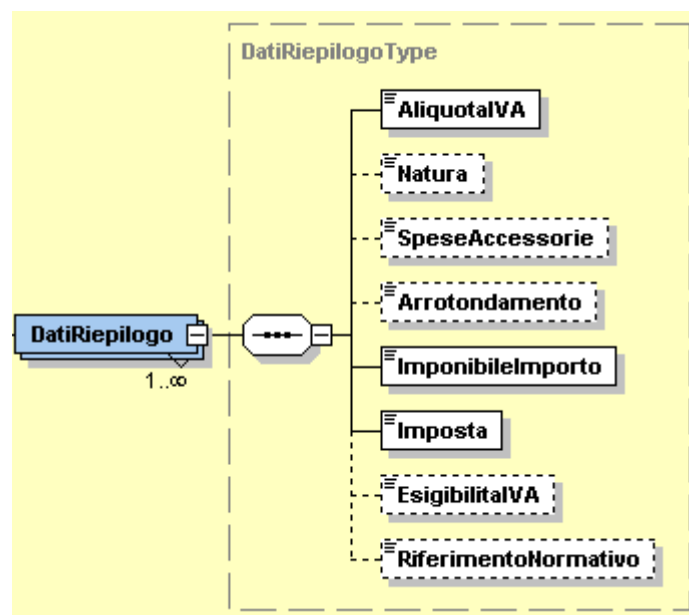 DatiRiepilogoType
AliquotaIVA
Natura
SpeseAccessorie
Arrotondamento
DatiRiepilogo
1..∞
ImponibileImporto
Imposta
EsigibilitaIVA
RiferimentoNormativo